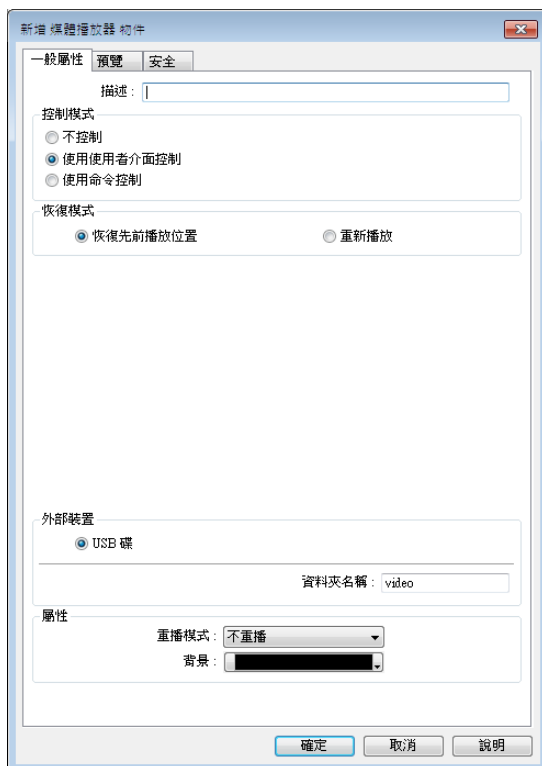 新增 媒體播放器 物件
一般屬性 預覽 安全
描述：
控制模式
不控制
使用使用者介面控制
使用命令控制
恢復模式
恢復先前播放位置 重新播放
外部裝置
USB 碟
資料夾名稱： video
屬性
重播模式： 不重播
背景：
確定 取消 說明